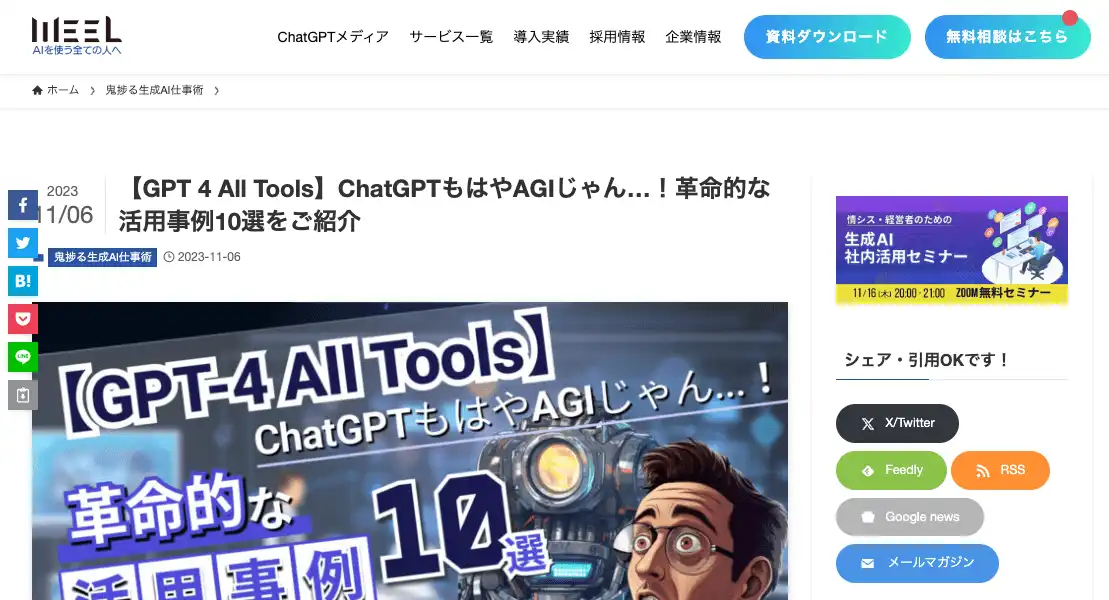 WEEL
AIを使う全ての人へ
ChatGPTメディア
サービス一覧
導入実績
採用情報
企業情報
資料ダウンロード
無料相談はこちら
ホーム
鬼捗る生成AI仕事術
2023
11/06
【GPT 4 All Tools】ChatGPTもはやAGIじゃん…！革命的な
活用事例10選をご紹介
鬼捗る生成AI仕事術
2023-11-06
B!
LINE
【GPT-4 All Tools】
ChatGPTもはやAGIじゃん…！
革命的な
活用事例
10選
情シス・経営者のための
生成AI
社内活用セミナー
11/16(木) 20:00 - 21:00 ZOOM無料セミナー
シェア・引用OKです！
X/Twitter
Feedly
RSS
Google news
メールマガジン